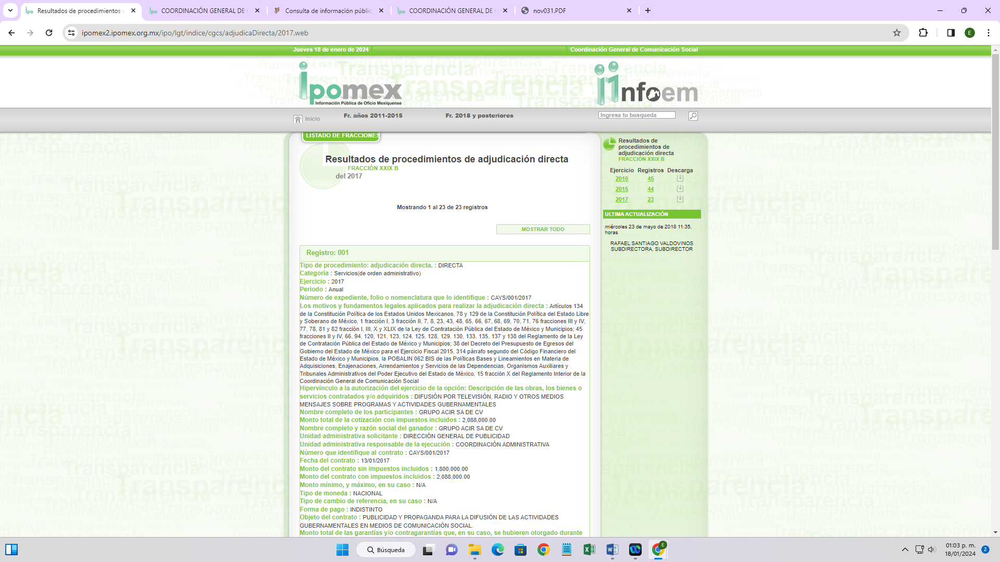 Resultados de procedimientos d
COORDINACIÓN GENERAL DE C
Consulta de información públic
COORDINACIÓN GENERAL DE C
nov031.PDF
ipomex2.ipomex.org.mx/ipo/lgt/indice/cgcs/adjudicaDirecta/2017.web
E
Jueves 18 de enero de 2024
Coordinación General de Comunicación Social
ipomex
Información Pública de Oficio Mexiquense
infoem
Inicio
Fr. años 2011-2015
Fr. 2018 y posteriores
Ingresa tu busqueda
LISTADO DE FRACCIONES
Resultados de procedimientos de adjudicación directa
FRACCIÓN XXIX B
del 2017
Mostrando 1 al 23 de 23 registros
MOSTRAR TODO
Registro: 001
Tipo de procedimiento: adjudicación directa. : DIRECTA
Categoría : Servicios(de orden administrativo)
Ejercicio : 2017
Periodo : Anual
Número de expediente, folio o nomenclatura que lo identifique : CAYS/001/2017
Los motivos y fundamentos legales aplicados para realizar la adjudicación directa : Artículos 134
de la Constitución Política de los Estados Unidos Mexicanos, 78 y 129 de la Constitución Política del Estado Libre
y Soberano de México, 1 fracción I, 3 fracción II, 7, 8, 23, 43, 48, 65, 66, 67, 68, 69, 70, 71, 76 fracciones III y IV,
77, 78, 81 y 82 fracción I, III, X y XLIX de la Ley de Contratación Pública del Estado de México y Municipios; 45
fracciones II y IV, 66, 94, 120, 121, 123, 124, 125, 128, 129, 130, 133, 135, 137 y 138 del Reglamento de la Ley
de Contratación Pública del Estado de México y Municipios; 38 del Decreto del Presupuesto de Egresos del
Gobierno del Estado de México para el Ejercicio Fiscal 2015, 314 párrafo segundo del Código Financiero del
Estado de México y Municipios, la POBALIN 062 BIS de las Políticas Bases y Lineamientos en Materia de
Adquisiciones, Enajenaciones, Arrendamientos y Servicios de las Dependencias, Organismos Auxiliares y
Tribunales Administrativos del Poder Ejecutivo del Estado de México, 15 fracción X del Reglamento Interior de la
Coordinación General de Comunicación Social
Hipervínculo a la autorización del ejercicio de la opción: Descripción de las obras, los bienes o
servicios contratados y/o adquiridos : DIFUSIÓN POR TELEVISIÓN, RADIO Y OTROS MEDIOS
MENSAJES SOBRE PROGRAMAS Y ACTIVIDADES GUBERNAMENTALES
Nombre completo de los participantes : GRUPO ACIR SA DE CV
Monto total de la cotización con impuestos incluidos : 2,088,000.00
Nombre completo y razón social del ganador : GRUPO ACIR SA DE CV
Unidad administrativa solicitante : DIRECCIÓN GENERAL DE PUBLICIDAD
Unidad administrativa responsable de la ejecución : COORDINACIÓN ADMINISTRATIVA
Número que identifique al contrato : CAYS/001/2017
Fecha del contrato : 13/01/2017
Monto del contrato sin impuestos incluidos : 1,800,000.00
Monto del contrato con impuestos incluidos : 2,088,000.00
Monto mínimo, y máximo, en su caso : N/A
Tipo de moneda : NACIONAL
Tipo de cambio de referencia, en su caso : N/A
Forma de pago : INDISTINTO
Objeto del contrato : PUBLICIDAD Y PROPAGANDA PARA LA DIFUSIÓN DE LAS ACTIVIDADES
GUBERNAMENTALES EN MEDIOS DE COMUNICACIÓN SOCIAL.
Monto total de las garantías y/o contragarantías que, en su caso, se hubieren otorgado durante
Resultados de
procedimientos de
adjudicación directa
FRACCIÓN XXIX B
Ejercicio Registros Descarga
2016 45
2015 44
2017 23
ULTIMA ACTUALIZACIÓN
miércoles 23 de mayo de 2018 11:35,
horas
RAFAEL SANTIAGO VALDOVINOS
SUBDIRECTORA, SUBDIRECTOR
Búsqueda
E
01:03 p. m.
18/01/2024
2